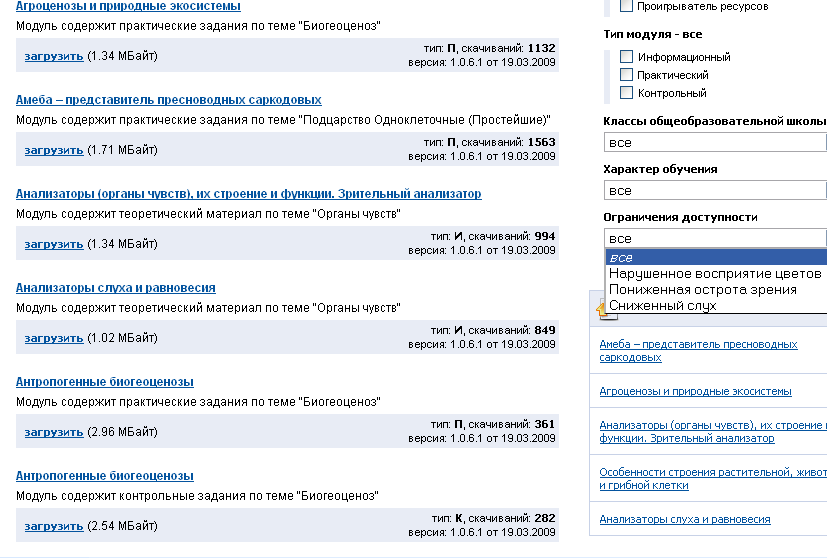 Агроценозы и природные экосистемы
Модуль содержит практические задания по теме "Биогеоценоз"
загрузить (1.34 МБайт)
тип: П, скачиваний: 1132
версия: 1.0.6.1 от 19.03.2009
Амеба – представитель пресноводных саркодовых
Модуль содержит практические задания по теме "Подцарство Одноклеточные (Простейшие)"
загрузить (1.71 МБайт)
тип: П, скачиваний: 1563
версия: 1.0.6.1 от 19.03.2009
Анализаторы (органы чувств), их строение и функции. Зрительный анализатор
Модуль содержит теоретический материал по теме "Органы чувств"
загрузить (1.34 МБайт)
тип: И, скачиваний: 994
версия: 1.0.6.1 от 19.03.2009
Анализаторы слуха и равновесия
Модуль содержит теоретический материал по теме "Органы чувств"
загрузить (1.02 МБайт)
тип: И, скачиваний: 849
версия: 1.0.6.1 от 19.03.2009
Антропогенные биогеоценозы
Модуль содержит практические задания по теме "Биогеоценоз"
загрузить (2.96 МБайт)
тип: П, скачиваний: 361
версия: 1.0.6.1 от 19.03.2009
Антропогенные биогеоценозы
Модуль содержит контрольные задания по теме "Биогеоценоз"
загрузить (2.54 МБайт)
тип: К, скачиваний: 282
версия: 1.0.6.1 от 19.03.2009
Проигрыватель ресурсов
Тип модуля - все
Информационный
Практический
Контрольный
Классы общеобразовательной школы
все
Характер обучения
все
Ограничения доступности
все
все
Нарушенное восприятие цветов
Пониженная острота зрения
Сниженный слух
Амеба – представитель пресноводных
саркодовых
Агроценозы и природные экосистемы
Анализаторы (органы чувств), их строение и
функции. Зрительный анализатор
Особенности строения растительной, живот
и грибной клетки
Анализаторы слуха и равновесия